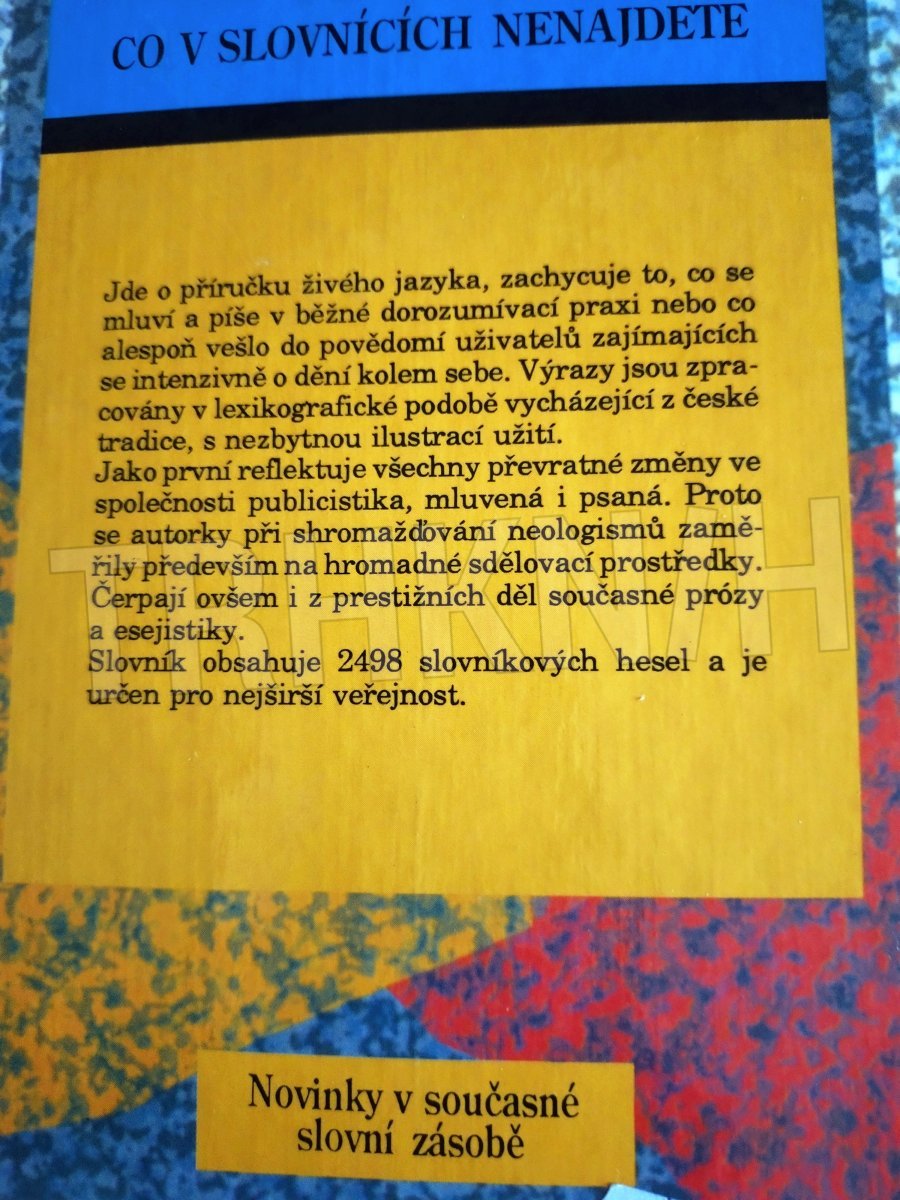 CO V SLOVNÍCÍCH NENAJDETE
Jde o příručku živého jazyka, zachycuje to, co se
mluví a píše v běžné dorozumívací praxi nebo co
alespoň vešlo do povědomí uživatelů zajímajících
se intenzivně o dění kolem sebe. Výrazy jsou zpra-
covány v lexikografické podobě vycházející z české
tradice, s nezbytnou ilustrací užití.
Jako první reflektuje všechny převratné změny ve
společnosti publicistika, mluvená i psaná. Proto
se autorky při shromažďování neologismů zamě-
řily především na hromadné sdělovací prostředky.
Čerpají ovšem i z prestižních děl současné prózy
a esejistiky.
Slovník obsahuje 2498 slovníkových hesel a je
určen pro nejširší veřejnost.
TRHKNIH
Novinky v současné
slovní zásobě